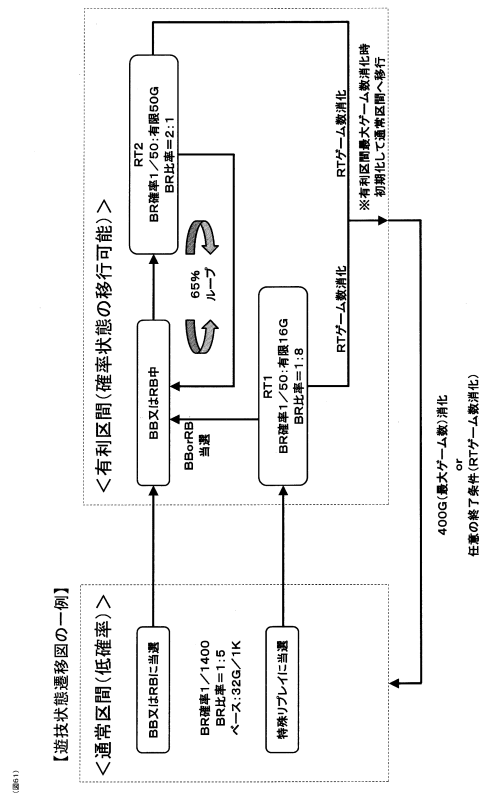 (図61)
【遊技状態遷移図の一例】
＜通常区間(低確率)＞
BB又はRBに当選
BR確率1／1400
BR比率＝1:5
ベース:32G／1K
特殊リプレイに当選
＜有利区間(確率状態の移行可能)＞
BB又はRB中
BBorRB
当選
RT1
BR確率1／50:有限16G
BR比率＝1:8
65%
ループ
RT2
BR確率1／50:有限50G
BR比率＝2:1
RTゲーム数消化
RTゲーム数消化
※有利区間最大ゲーム数消化時
初期化して通常区間へ移行
400G(最大ゲーム数)消化
or
任意の終了条件(RTゲーム数消化)